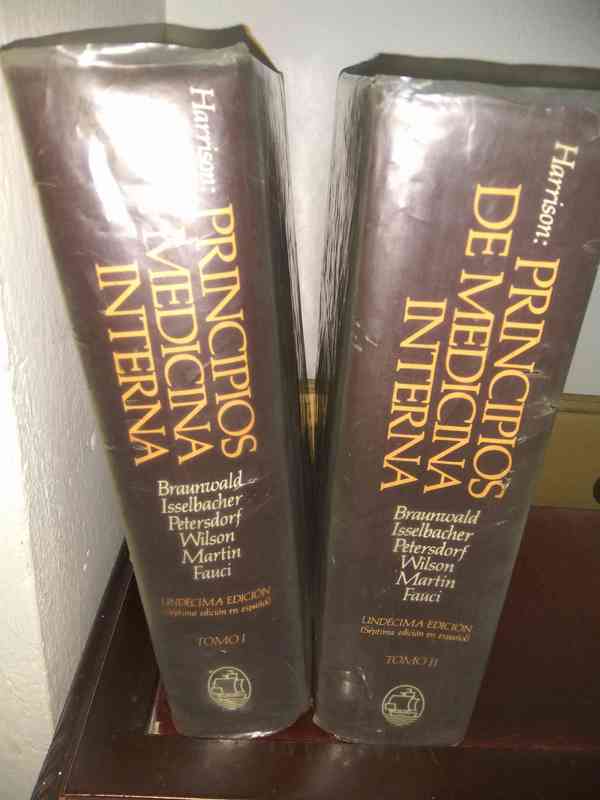 Harrison:
PRINCIPIOS
MEDICINA
INTERNA
Braunwald
Isselbacher
Petersdorf
Wilson
Martin
Fauci
UNDÉCIMA EDICIÓN
(Séptima edición en español)
TOMO I
Harrison:
PRINCIPIOS
DE MEDICINA
INTERNA
Braunwald
Isselbacher
Petersdorf
Wilson
Martin
Fauci
UNDÉCIMA EDICIÓN
(Séptima edición en español)
TOMO II